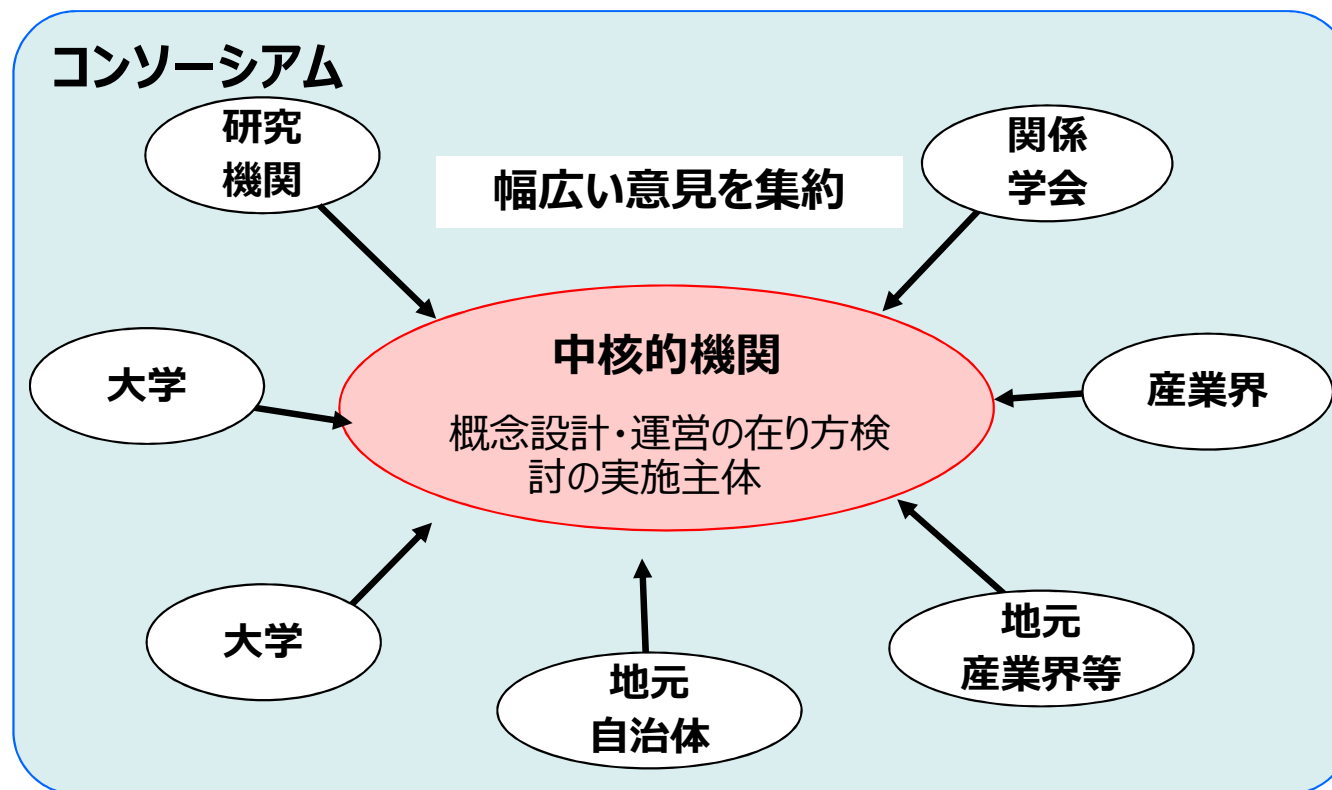 コンソーシアム
研究
機関
関係
学会
幅広い意見を集約
中核的機関
概念設計・運営の在り方検
討の実施主体
大学
産業界
大学
地元
自治体
地元
産業界等